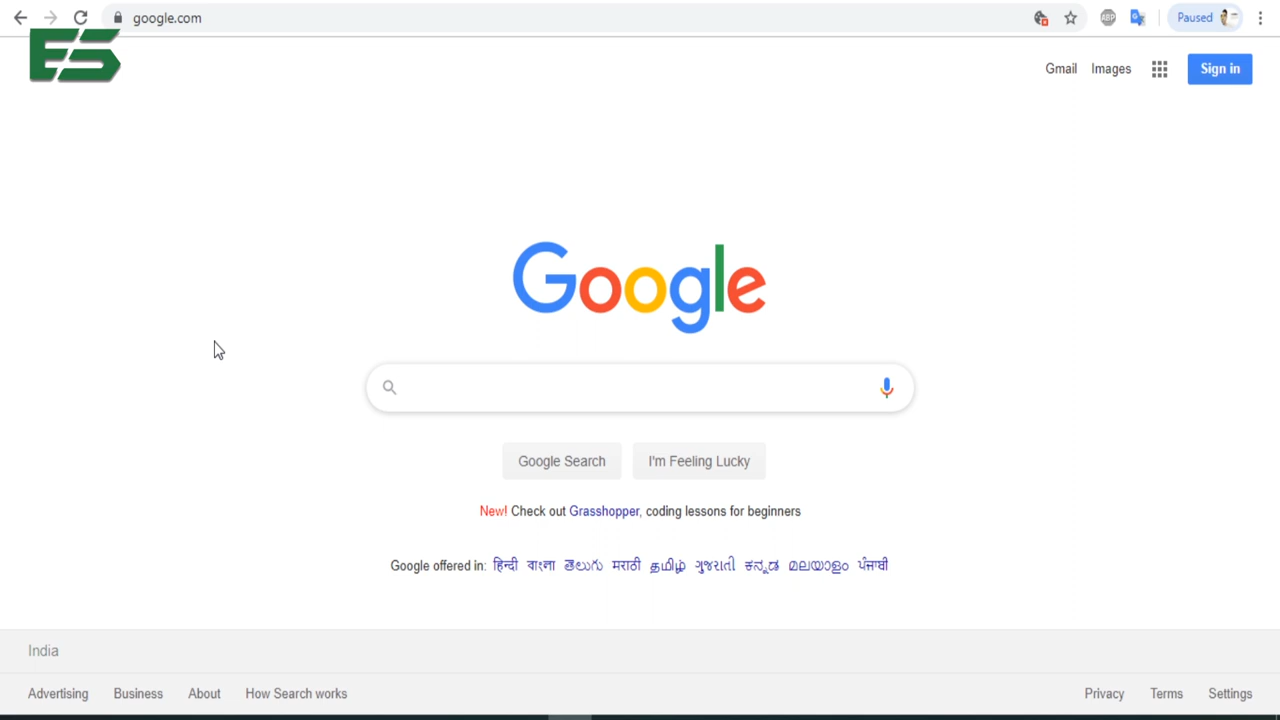 google.com
ABP
Paused
ES
Gmail Images Sign in
Google
Google Search I'm Feeling Lucky
New! Check out Grasshopper, coding lessons for beginners
Google offered in: हिन्दी বাংলা తెలుగు मराठी தமிழ் ગુજરાતી ಕನ್ನಡ മലയാളം ਪੰਜਾਬੀ
India
Advertising Business About How Search works Privacy Terms Settings